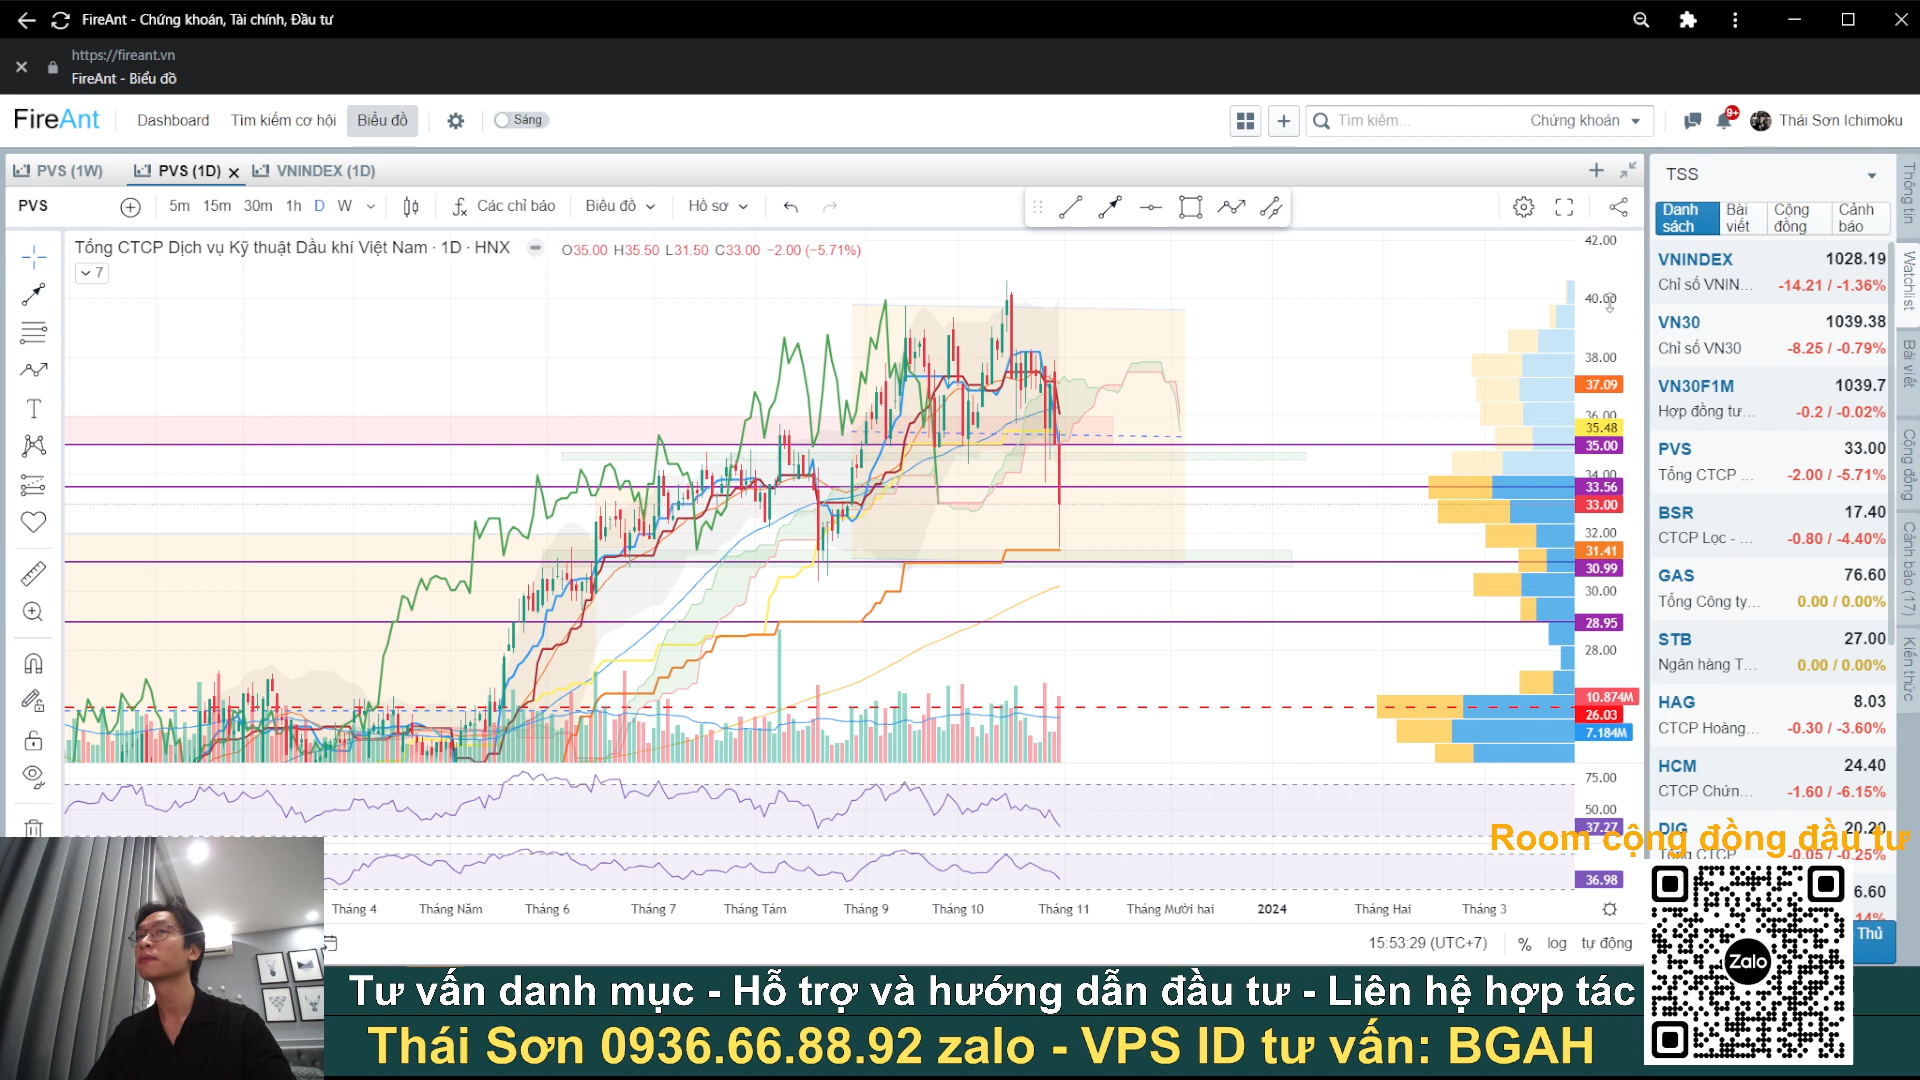 FireAnt - Chứng khoán, Tài chính, Đầu tư
https://fireant.vn
FireAnt - Biểu đồ
FireAnt Dashboard Tìm kiếm cơ hội Biểu đồ Sáng Tìm kiếm... Chứng khoán 9+ Thái Sơn Ichimoku
PVS (1W) PVS (1D) VNINDEX (1D)
PVS 5m 15m 30m 1h D W Các chỉ báo Biểu đồ Hồ sơ
Tổng CTCP Dịch vụ Kỹ thuật Dầu khí Việt Nam · 1D · HNX O35.00 H35.50 L31.50 C33.00 −2.00 (−5.71%)
7
42.00
40.00
38.00
37.09
36.00
35.48
35.00
34.00
33.56
33.00
32.00
31.41
30.99
30.00
28.95
28.00
10.874M
26.03
7.184M
75.00
50.00
37.27
36.98
Tháng 4 Tháng Năm Tháng 6 Tháng 7 Tháng Tám Tháng 9 Tháng 10 Tháng 11 Tháng Mười hai 2024 Tháng Hai Tháng 3
15:53:29 (UTC+7) % log tự động
TSS
Danh sách Bài viết Cộng đồng Cảnh báo
VNINDEX 1028.19
Chỉ số VNIN... -14.21 / -1.36%
VN30 1039.38
Chỉ số VN30 -8.25 / -0.79%
VN30F1M 1039.7
Hợp đồng tư... -0.2 / -0.02%
PVS 33.00
Tổng CTCP ... -2.00 / -5.71%
BSR 17.40
CTCP Lọc - ... -0.80 / -4.40%
GAS 76.60
Tổng Công ty... 0.00 / 0.00%
STB 27.00
Ngân hàng T... 0.00 / 0.00%
HAG 8.03
CTCP Hoàng... -0.30 / -3.60%
HCM 24.40
CTCP Chứn... -1.60 / -6.15%
DIG 20.20
Tổng CTCP -0.05 / -0.25%
Thông tin
Watchlist
Bài viết
Cộng đồng
Cảnh báo (17)
Kiến thức
Room cộng đồng đầu tư
Thủ
Zalo
Tư vấn danh mục - Hỗ trợ và hướng dẫn đầu tư - Liên hệ hợp tác
Thái Sơn 0936.66.88.92 zalo - VPS ID tư vấn: BGAH